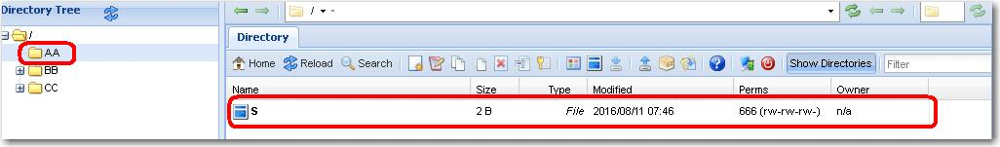 Directory Tree
/ -
/
AA
BB
CC
Directory
Home Reload Search Show Directories Filter
Name Size Type Modified Perms Owner
S 2 B File 2016/08/11 07:46 666 (rw-rw-rw-) n/a